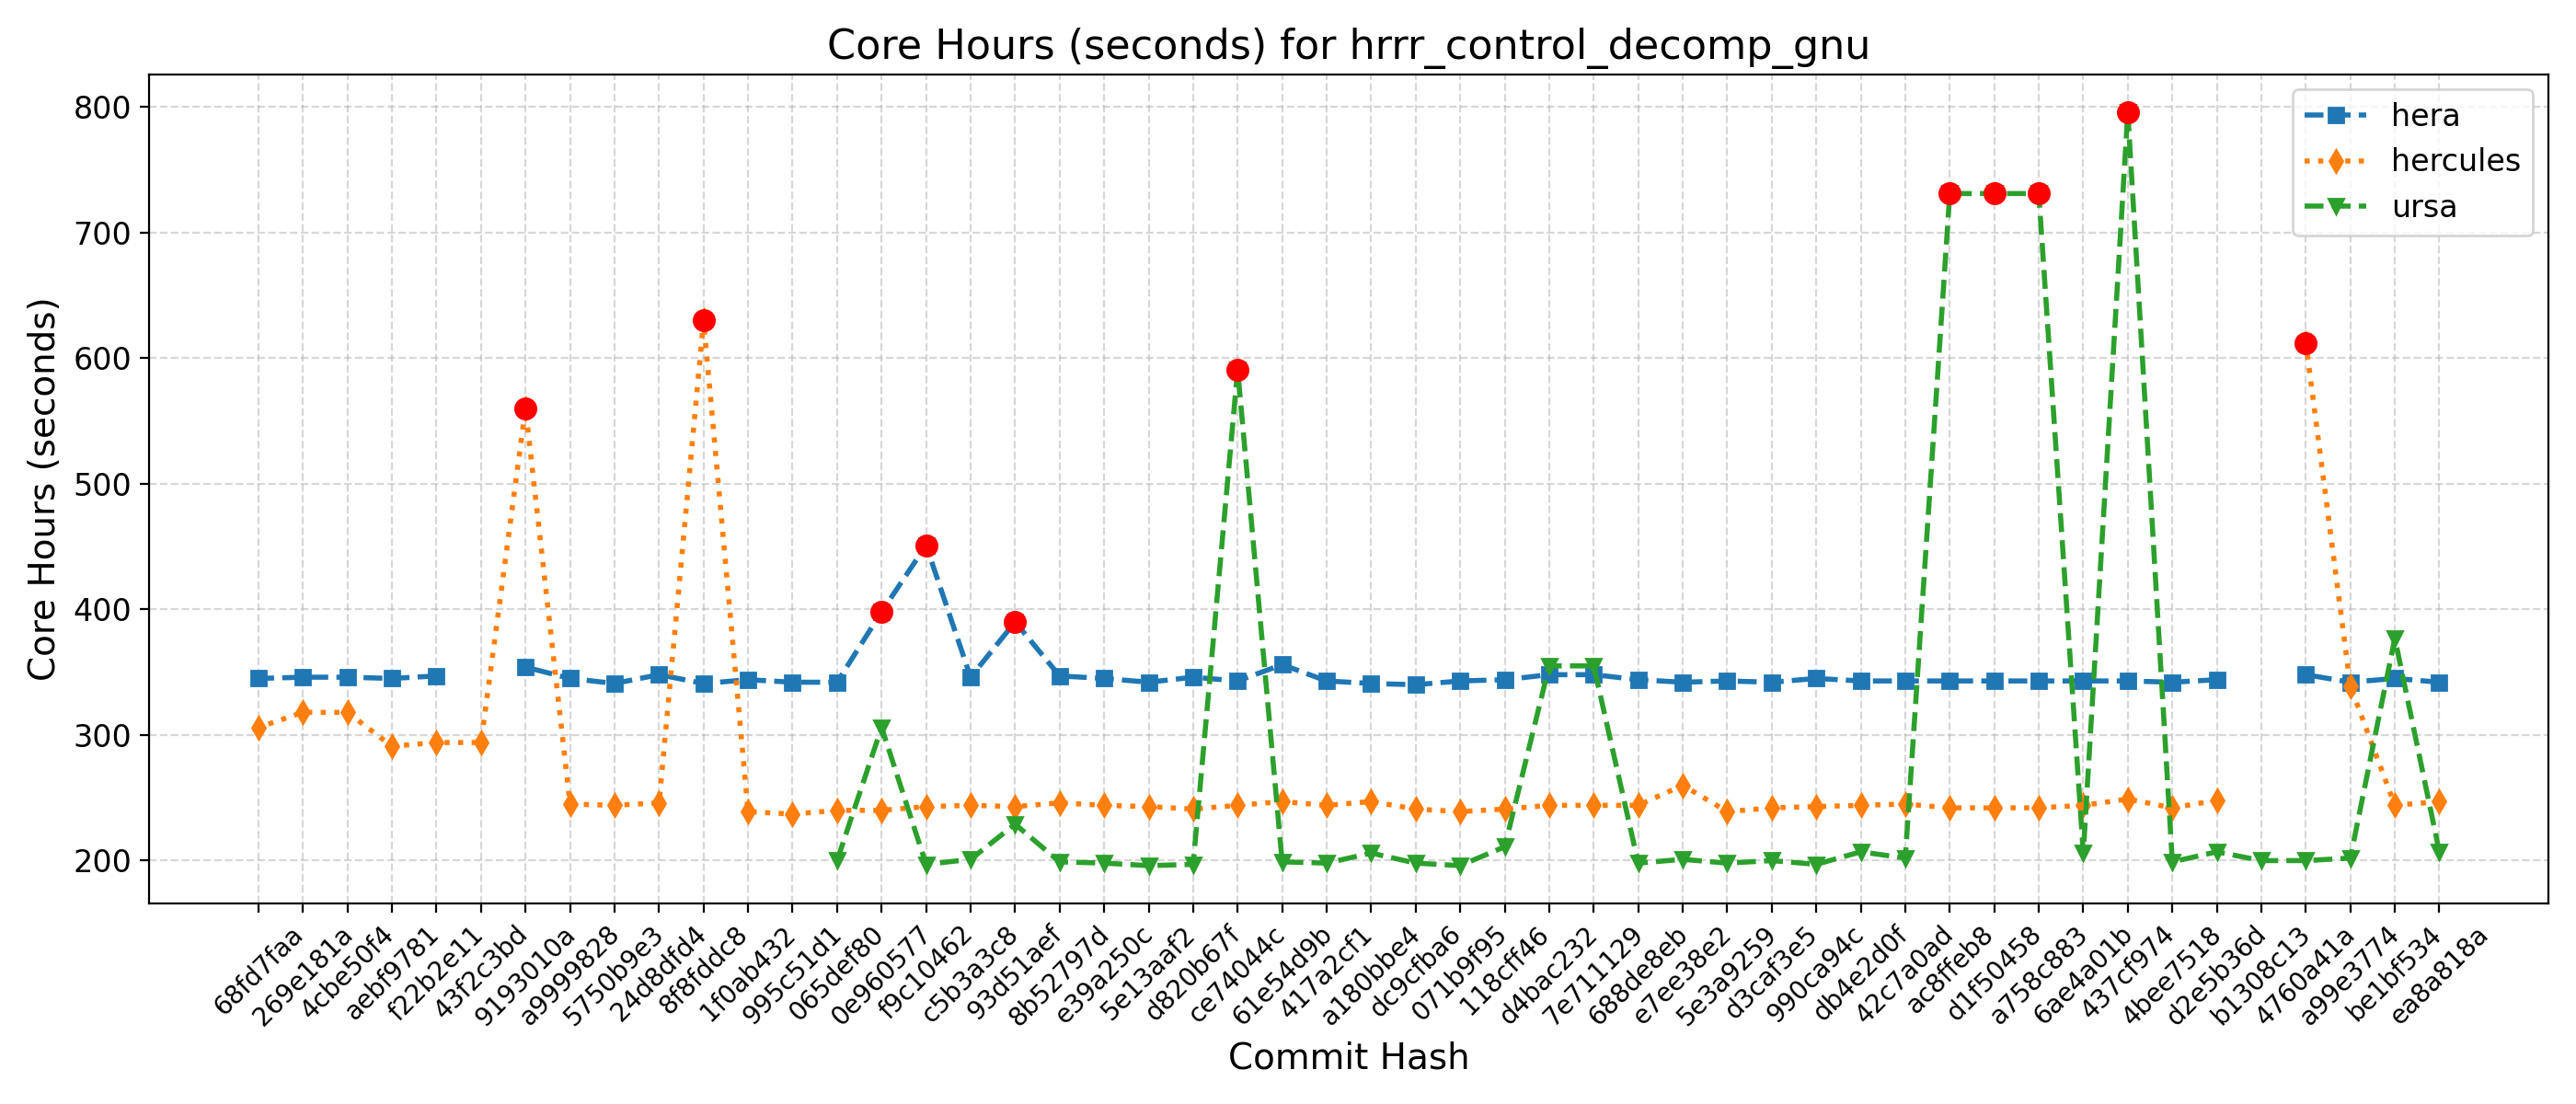 Core Hours (seconds) for hrrr_control_decomp_gnu
Core Hours (seconds)
800
700
600
500
400
300
200
hera
hercules
ursa
68fd7faa
269e181a
4cbe50f4
aebf9781
f22b2e11
43f2c3bd
9193010a
a9999828
5750b9e3
24d8dfd4
8f8fddc8
1f0ab432
995c51d1
065def80
0e960577
f9c10462
c5b3a3c8
93d51aef
8b52797d
e39a250c
5e13aaf2
d820b67f
ce74044c
61e54d9b
417a2cf1
a180bbe4
dc9cfba6
071b9f95
118cff46
d4bac232
7e711129
688de8eb
e7ee38e2
5e3a9259
d3caf3e5
990ca94c
db4e2d0f
42c7a0ad
ac8ffeb8
d1f50458
a758c883
6ae4a01b
437cf974
4bee7518
d2e5b36d
b1308c13
4760a41a
a99e3774
be1bf534
ea8a818a
Commit Hash